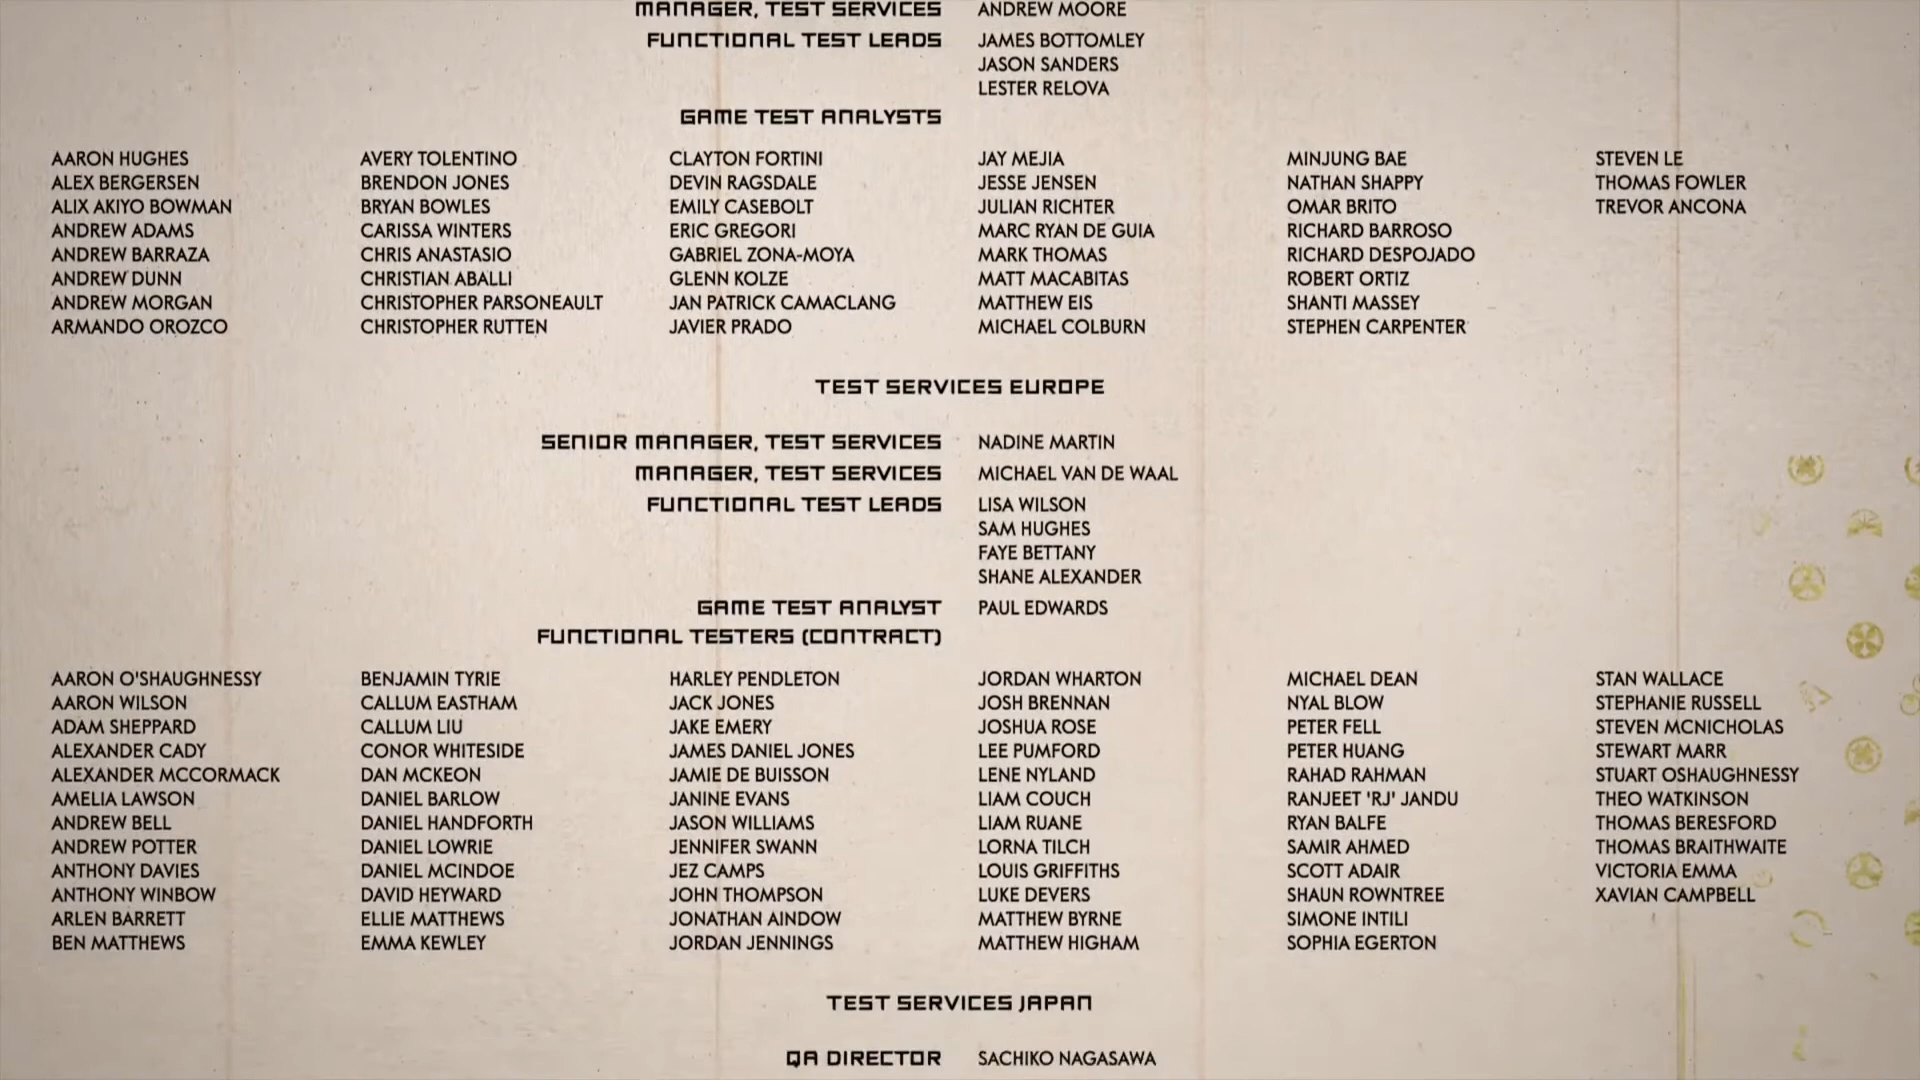 MANAGER, TEST SERVICES ANDREW MOORE
FUNCTIONAL TEST LEADS JAMES BOTTOMLEY
JASON SANDERS
LESTER RELOVA
GAME TEST ANALYSTS
AARON HUGHES AVERY TOLENTINO CLAYTON FORTINI JAY MEJIA MINJUNG BAE STEVEN LE
ALEX BERGERSEN BRENDON JONES DEVIN RAGSDALE JESSE JENSEN NATHAN SHAPPY THOMAS FOWLER
ALIX AKIYO BOWMAN BRYAN BOWLES EMILY CASEBOLT JULIAN RICHTER OMAR BRITO TREVOR ANCONA
ANDREW ADAMS CARISSA WINTERS ERIC GREGORI MARC RYAN DE GUIA RICHARD BARROSO
ANDREW BARRAZA CHRIS ANASTASIO GABRIEL ZONA-MOYA MARK THOMAS RICHARD DESPOJADO
ANDREW DUNN CHRISTIAN ABALLI GLENN KOLZE MATT MACABITAS ROBERT ORTIZ
ANDREW MORGAN CHRISTOPHER PARSONEAULT JAN PATRICK CAMACLANG MATTHEW EIS SHANTI MASSEY
ARMANDO OROZCO CHRISTOPHER RUTTEN JAVIER PRADO MICHAEL COLBURN STEPHEN CARPENTER
TEST SERVICES EUROPE
SENIOR MANAGER, TEST SERVICES NADINE MARTIN
MANAGER, TEST SERVICES MICHAEL VAN DE WAAL
FUNCTIONAL TEST LEADS LISA WILSON
SAM HUGHES
FAYE BETTANY
SHANE ALEXANDER
GAME TEST ANALYST PAUL EDWARDS
FUNCTIONAL TESTERS (CONTRACT)
AARON O'SHAUGHNESSY BENJAMIN TYRIE HARLEY PENDLETON JORDAN WHARTON MICHAEL DEAN STAN WALLACE
AARON WILSON CALLUM EASTHAM JACK JONES JOSH BRENNAN NYAL BLOW STEPHANIE RUSSELL
ADAM SHEPPARD CALLUM LIU JAKE EMERY JOSHUA ROSE PETER FELL STEVEN MCNICHOLAS
ALEXANDER CADY CONOR WHITESIDE JAMES DANIEL JONES LEE PUMFORD PETER HUANG STEWART MARR
ALEXANDER MCCORMACK DAN MCKEON JAMIE DE BUISSON LENE NYLAND RAHAD RAHMAN STUART OSHAUGHNESSY
AMELIA LAWSON DANIEL BARLOW JANINE EVANS LIAM COUCH RANJEET 'RJ' JANDU THEO WATKINSON
ANDREW BELL DANIEL HANDFORTH JASON WILLIAMS LIAM RUANE RYAN BALFE THOMAS BERESFORD
ANDREW POTTER DANIEL LOWRIE JENNIFER SWANN LORNA TILCH SAMIR AHMED THOMAS BRAITHWAITE
ANTHONY DAVIES DANIEL MCINDOE JEZ CAMPS LOUIS GRIFFITHS SCOTT ADAIR VICTORIA EMMA
ANTHONY WINBOW DAVID HEYWARD JOHN THOMPSON LUKE DEVERS SHAUN ROWNTREE XAVIAN CAMPBELL
ARLEN BARRETT ELLIE MATTHEWS JONATHAN AINDOW MATTHEW BYRNE SIMONE INTILI
BEN MATTHEWS EMMA KEWLEY JORDAN JENNINGS MATTHEW HIGHAM SOPHIA EGERTON
TEST SERVICES JAPAN
QA DIRECTOR SACHIKO NAGASAWA